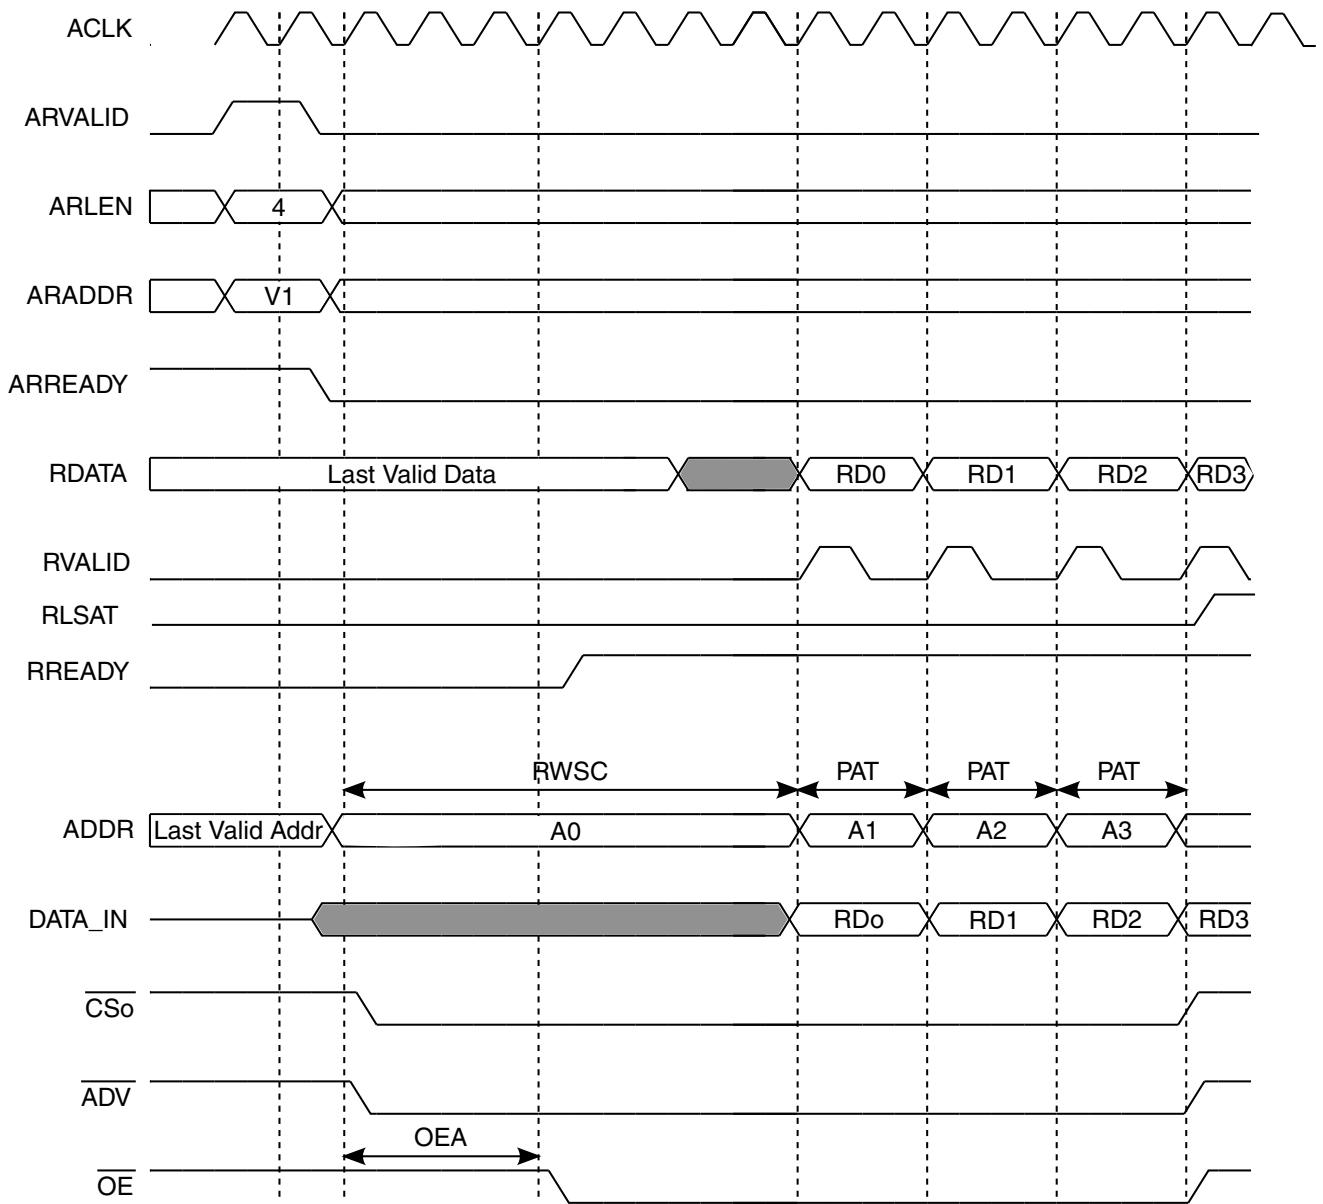 ACLK
ARVALID
ARLEN 4
ARADDR V1
ARREADY
RDATA Last Valid Data RD0 RD1 RD2 RD3
RVALID
RLSAT
RREADY
RWSC PAT PAT PAT
ADDR Last Valid Addr A0 A1 A2 A3
DATA_IN RDo RD1 RD2 RD3
CSo
ADV
OEA
OE